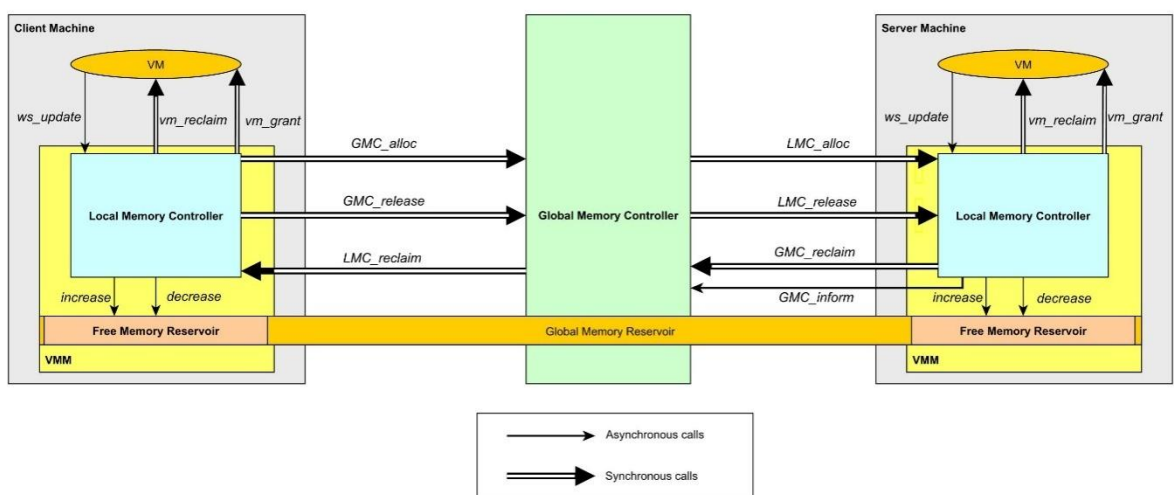 Client Machine
Server Machine
VM
VM
ws_update
vm_reclaim
vm_grant
ws_update
vm_reclaim
vm_grant
GMC_alloc
LMC_alloc
Local Memory Controller
GMC_release
Global Memory Controller
LMC_release
Local Memory Controller
LMC_reclaim
GMC_reclaim
GMC_inform
increase
decrease
increase
decrease
Free Memory Reservoir
Global Memory Reservoir
Free Memory Reservoir
VMM
VMM
Asynchronous calls
Synchronous calls